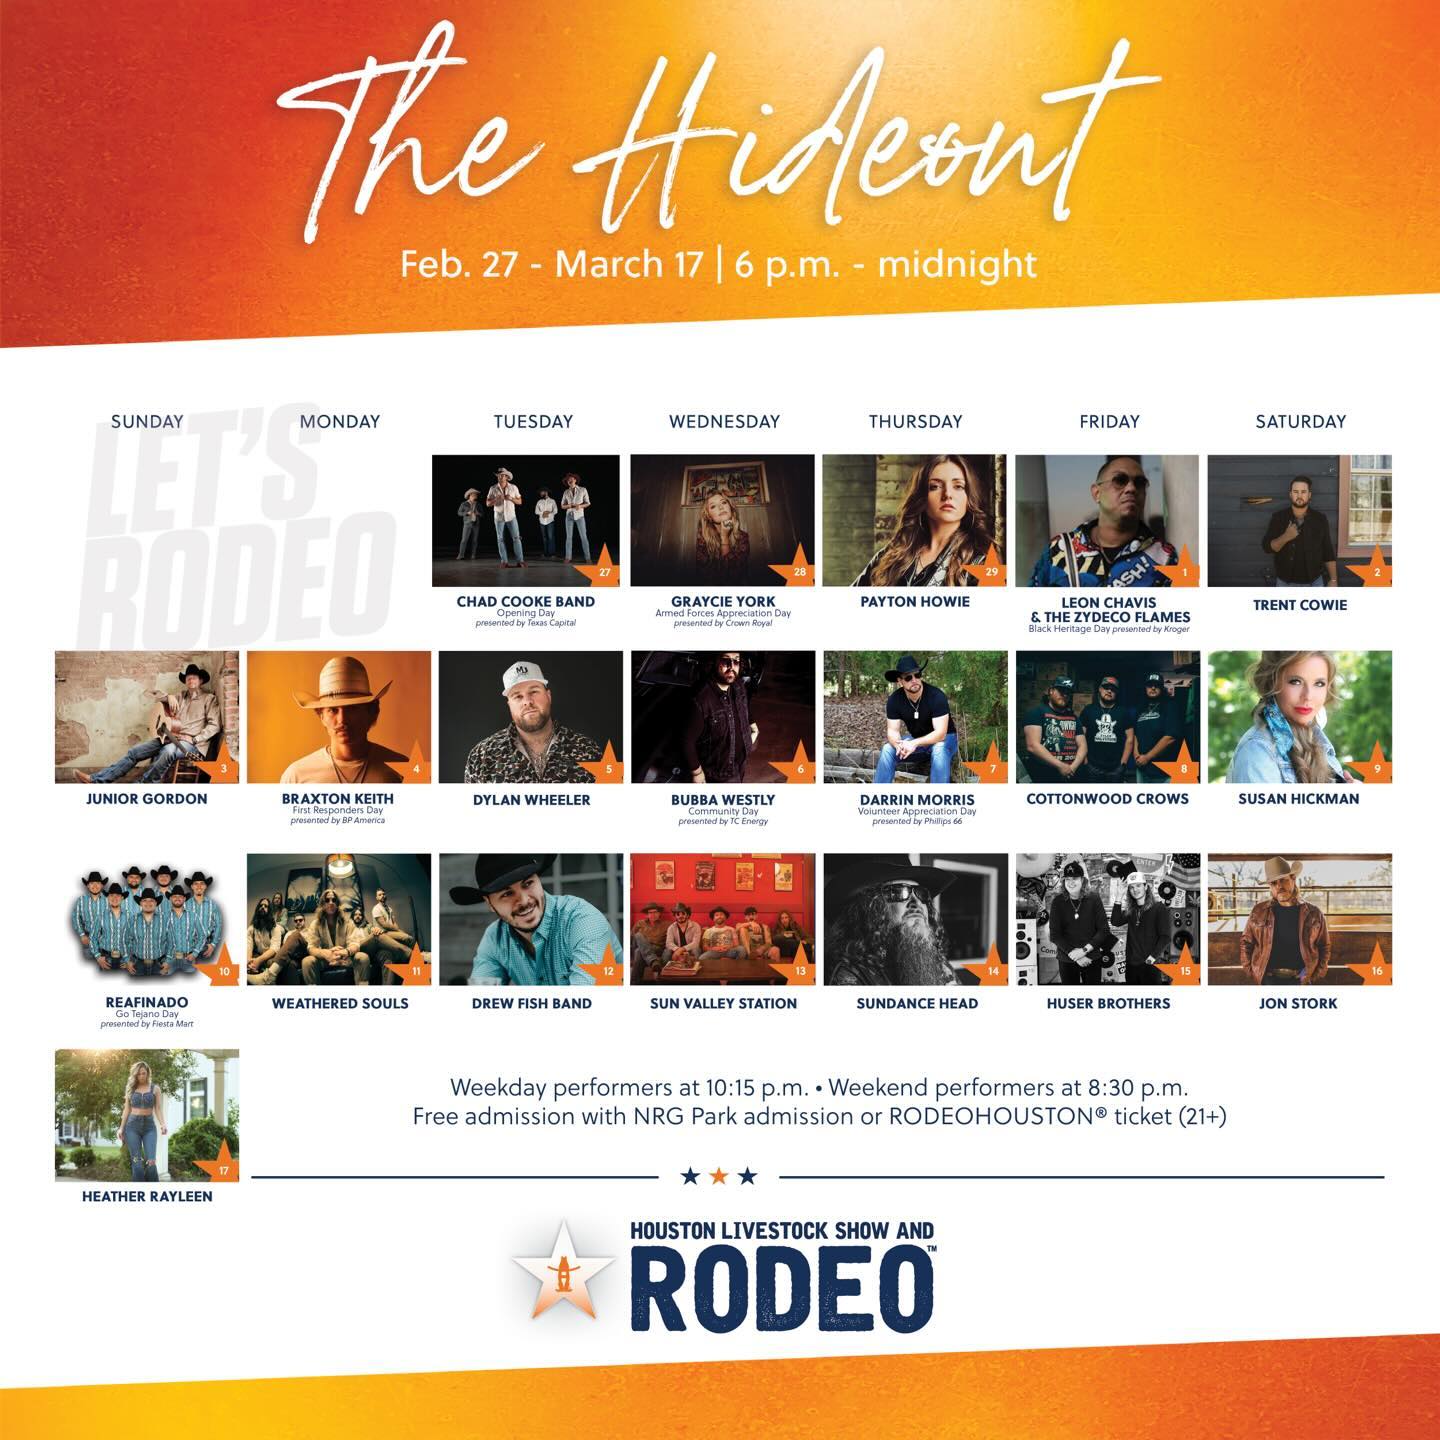 The Hideout
Feb. 27 - March 17 | 6 p.m. - midnight
LET'S
RODEO
SUNDAY MONDAY TUESDAY WEDNESDAY THURSDAY FRIDAY SATURDAY
27
CHAD COOKE BAND
Opening Day
presented by Texas Capital
28
GRAYCIE YORK
Armed Forces Appreciation Day
presented by Crown Royal
29
PAYTON HOWIE
1
LEON CHAVIS
& THE ZYDECO FLAMES
Black Heritage Day presented by Kroger
2
TRENT COWIE
3
JUNIOR GORDON
4
BRAXTON KEITH
First Responders Day
presented by BP America
5
DYLAN WHEELER
6
BUBBA WESTLY
Community Day
presented by TC Energy
7
DARRIN MORRIS
Volunteer Appreciation Day
presented by Phillips 66
8
COTTONWOOD CROWS
9
SUSAN HICKMAN
10
REAFINADO
Go Tejano Day
presented by Fiesta Mart
11
WEATHERED SOULS
12
DREW FISH BAND
13
SUN VALLEY STATION
14
SUNDANCE HEAD
ENTER
15
HUSER BROTHERS
16
JON STORK
17
HEATHER RAYLEEN
Weekday performers at 10:15 p.m. • Weekend performers at 8:30 p.m.
Free admission with NRG Park admission or RODEOHOUSTON® ticket (21+)
HOUSTON LIVESTOCK SHOW AND
RODEO™